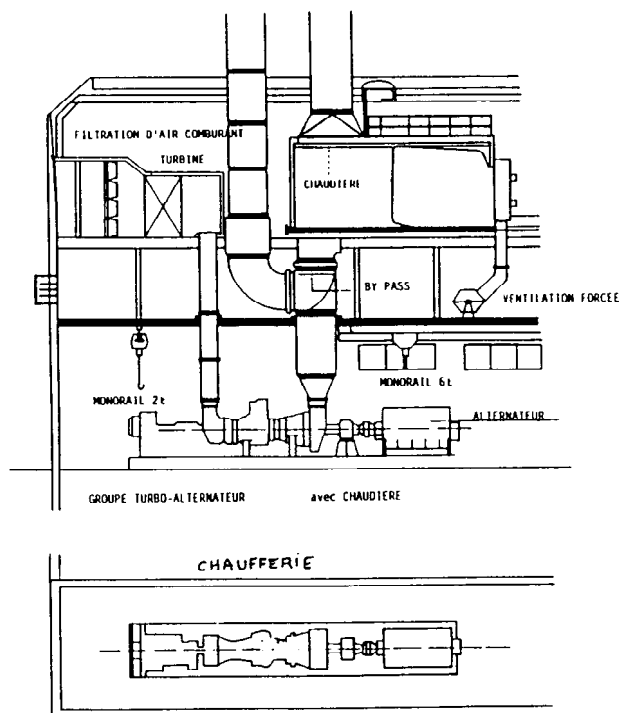 FILTRATION D'AIR COMBURANT
TURBINE
CHAUDIERE
BY PASS
VENTILATION FORCÉE
MONORAIL 2t
MONORAIL 6t
ALTERNATEUR
GROUPE TURBO-ALTERNATEUR avec CHAUDIERE
CHAUFFERIE